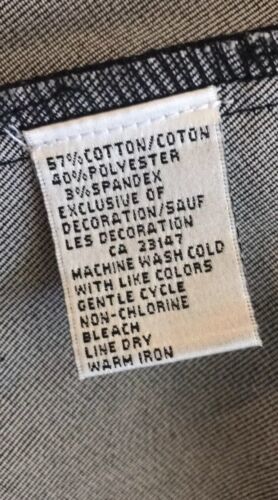 57%COTTON/COTON
40%POLYESTER
3%SPANDEX
EXCLUSIVE OF
DECORATION/SAUF
LES DECORATION
CA 23147
MACHINE WASH COLD
WITH LIKE COLORS
GENTLE CYCLE
NON-CHLORINE
BLEACH
LINE DRY
WARM IRON